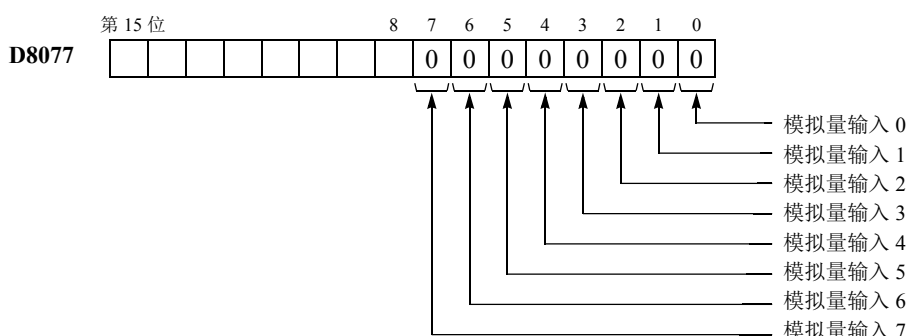 第 15 位 8 7 6 5 4 3 2 1 0
D8077 0 0 0 0 0 0 0 0
模拟量输入 0
模拟量输入 1
模拟量输入 2
模拟量输入 3
模拟量输入 4
模拟量输入 5
模拟量输入 6
模拟量输入 7